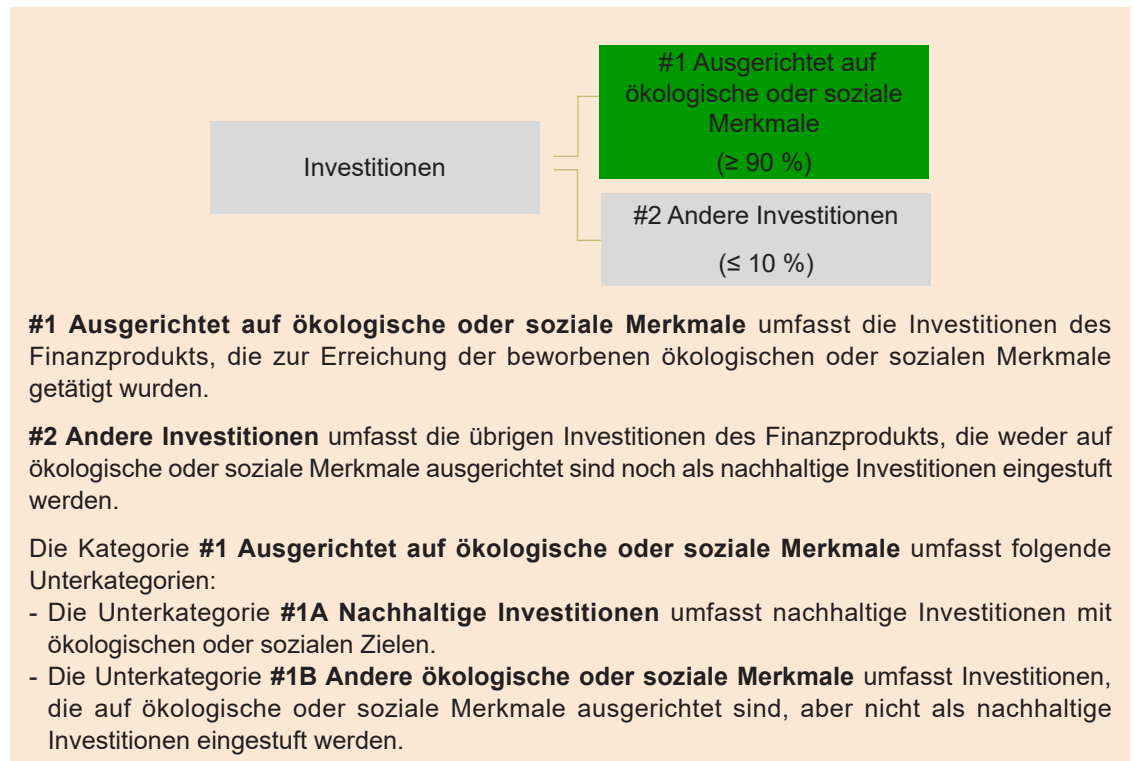 #1 Ausgerichtet auf
ökologische oder soziale
Merkmale
(≥ 90 %)
Investitionen
#2 Andere Investitionen
(≤ 10 %)
#1 Ausgerichtet auf ökologische oder soziale Merkmale umfasst die Investitionen des
Finanzprodukts, die zur Erreichung der beworbenen ökologischen oder sozialen Merkmale
getätigt wurden.
#2 Andere Investitionen umfasst die übrigen Investitionen des Finanzprodukts, die weder auf
ökologische oder soziale Merkmale ausgerichtet sind noch als nachhaltige Investitionen eingestuft
werden.
Die Kategorie #1 Ausgerichtet auf ökologische oder soziale Merkmale umfasst folgende
Unterkategorien:
- Die Unterkategorie #1A Nachhaltige Investitionen umfasst nachhaltige Investitionen mit
ökologischen oder sozialen Zielen.
- Die Unterkategorie #1B Andere ökologische oder soziale Merkmale umfasst Investitionen,
die auf ökologische oder soziale Merkmale ausgerichtet sind, aber nicht als nachhaltige
Investitionen eingestuft werden.